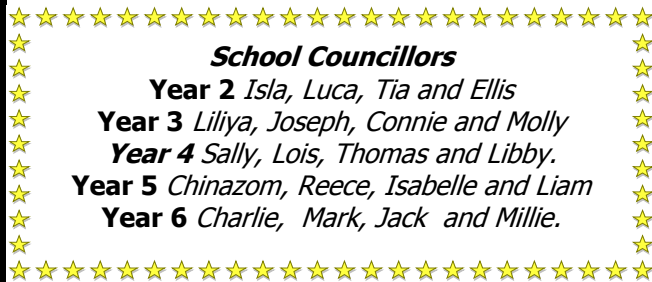 School Councillors
Year 2 Isla, Luca, Tia and Ellis
Year 3 Liliya, Joseph, Connie and Molly
Year 4 Sally, Lois, Thomas and Libby.
Year 5 Chinazom, Reece, Isabelle and Liam
Year 6 Charlie, Mark, Jack and Millie.